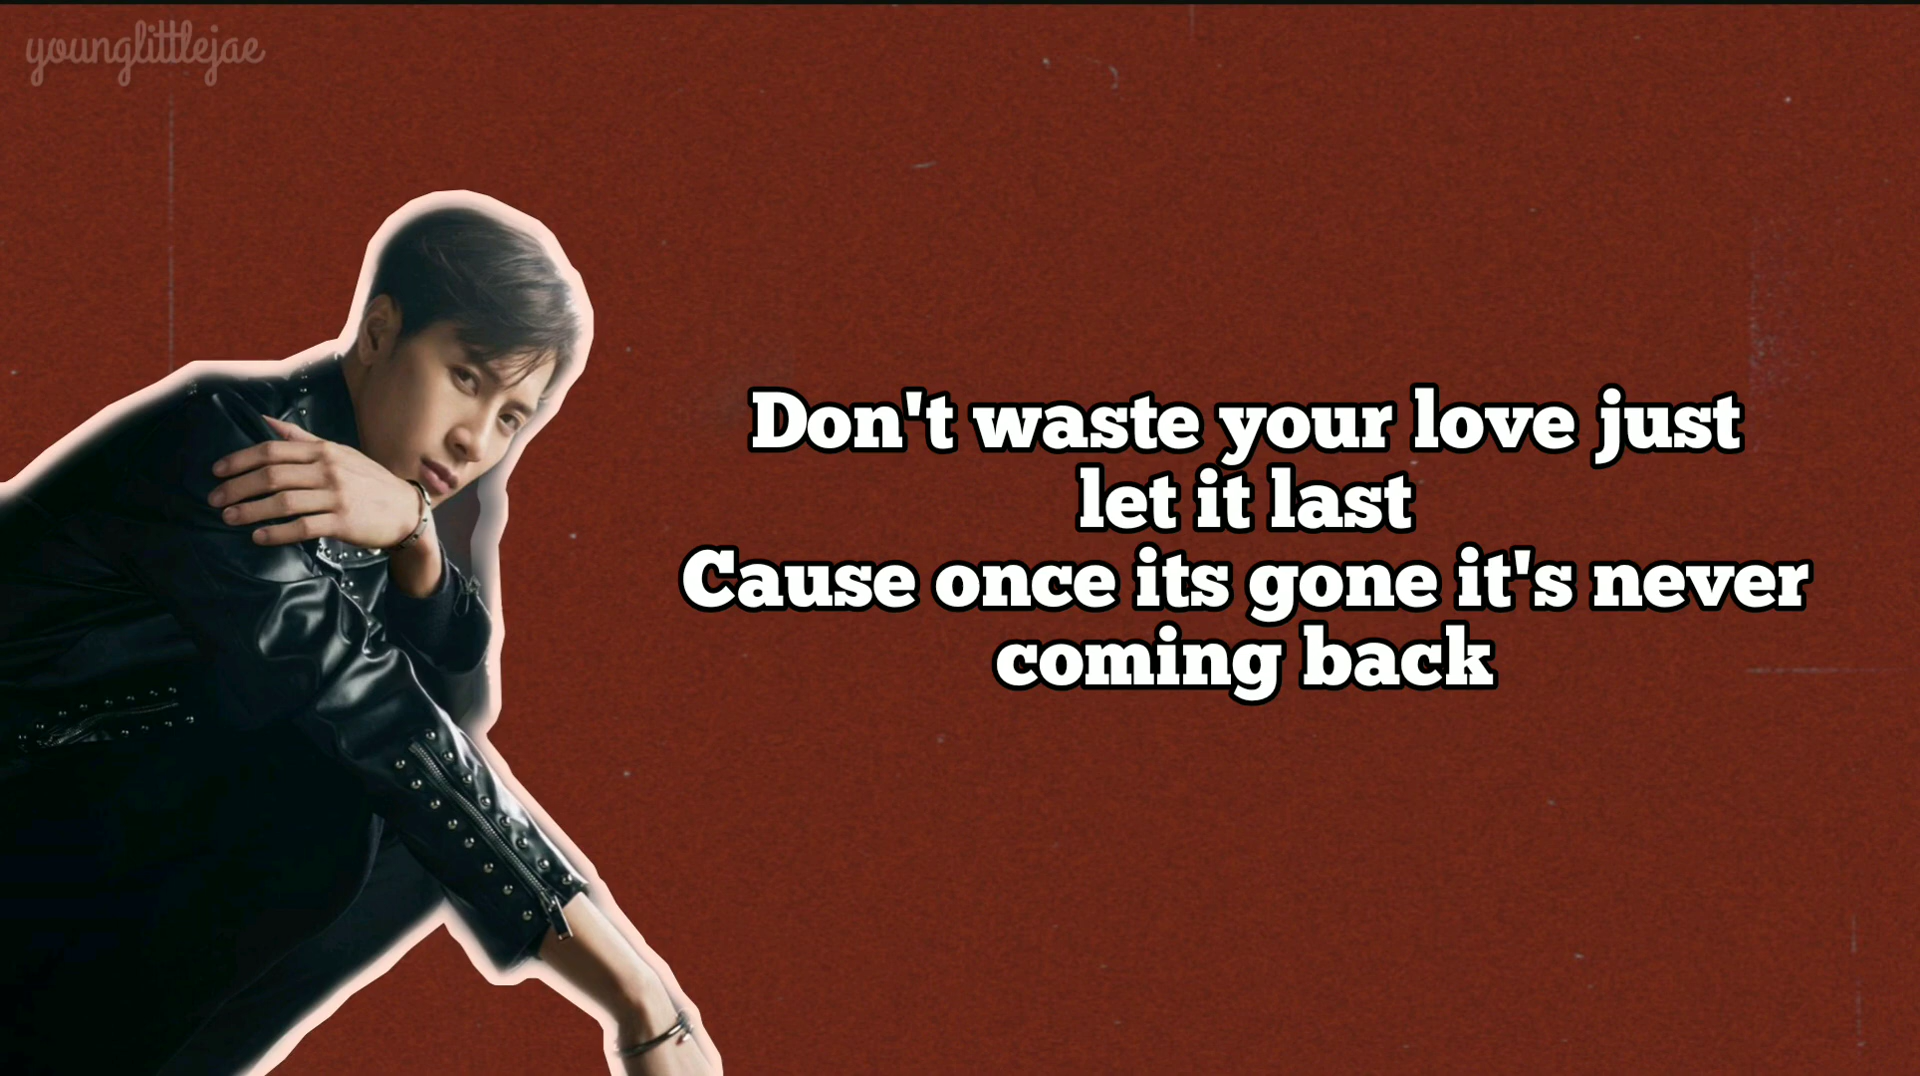 younglittlejae
Don't waste your love just
let it last
Cause once its gone it's never
coming back